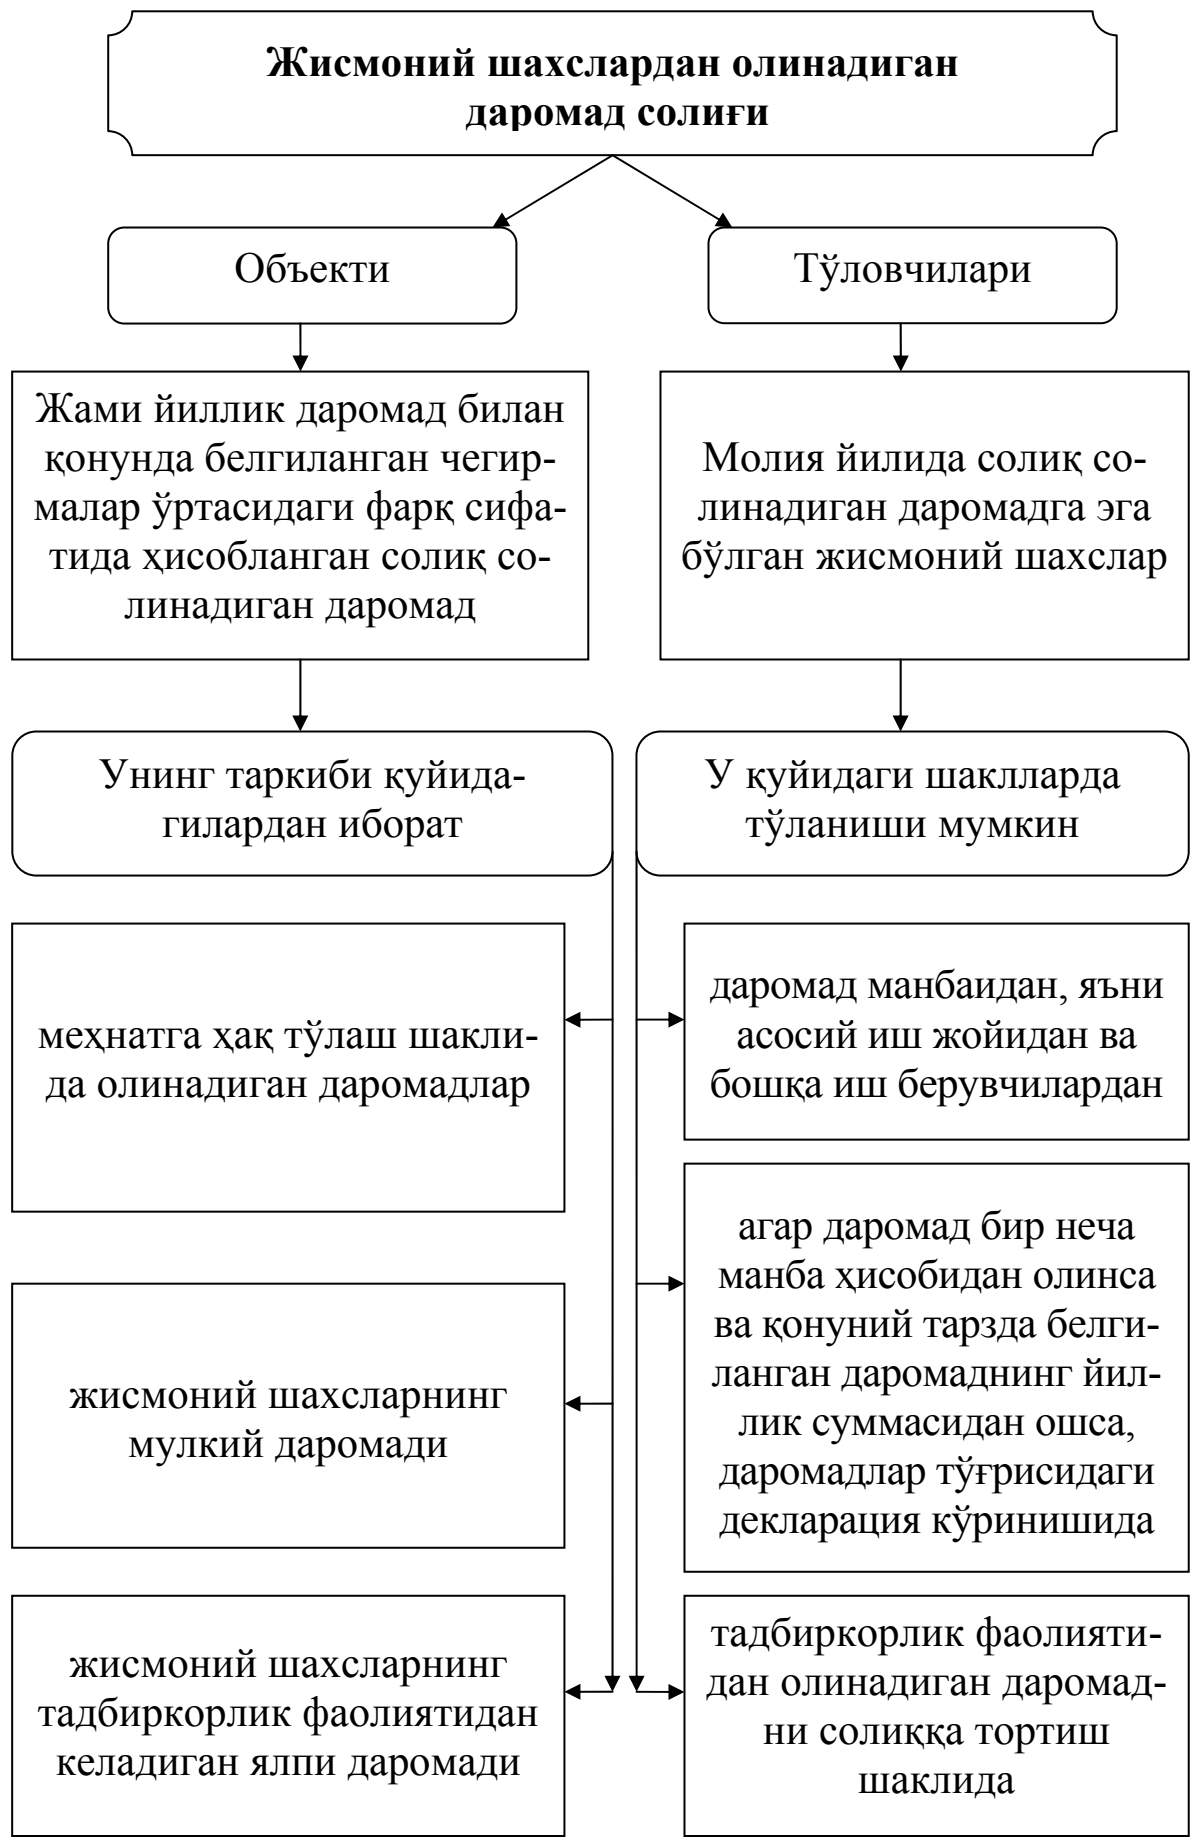 Жисмоний шахслардан олинадиган
даромад солиғи
Объекти
Тўловчилари
Жами йиллик даромад билан
қонунда белгиланган чегир-
малар ўртасидаги фарқ сифа-
тида ҳисобланган солиқ со-
линадиган даромад
Молия йилида солиқ со-
линадиган даромадга эга
бўлган жисмоний шахслар
Унинг таркиби қуйида-
гилардан иборат
У қуйидаги шаклларда
тўланиши мумкин
меҳнатга ҳақ тўлаш шакли-
да олинадиган даромадлар
даромад манбаидан, яъни
асосий иш жойидан ва
бошқа иш берувчилардан
жисмоний шахсларнинг
мулкий даромади
агар даромад бир неча
манба ҳисобидан олинса
ва қонуний тарзда белги-
ланган даромаднинг йил-
лик суммасидан ошса,
даромадлар тўғрисидаги
декларация кўринишида
жисмоний шахсларнинг
тадбиркорлик фаолиятидан
келадиган ялпи даромади
тадбиркорлик фаолияти-
дан олинадиган даромад-
ни солиққа тортиш
шаклида